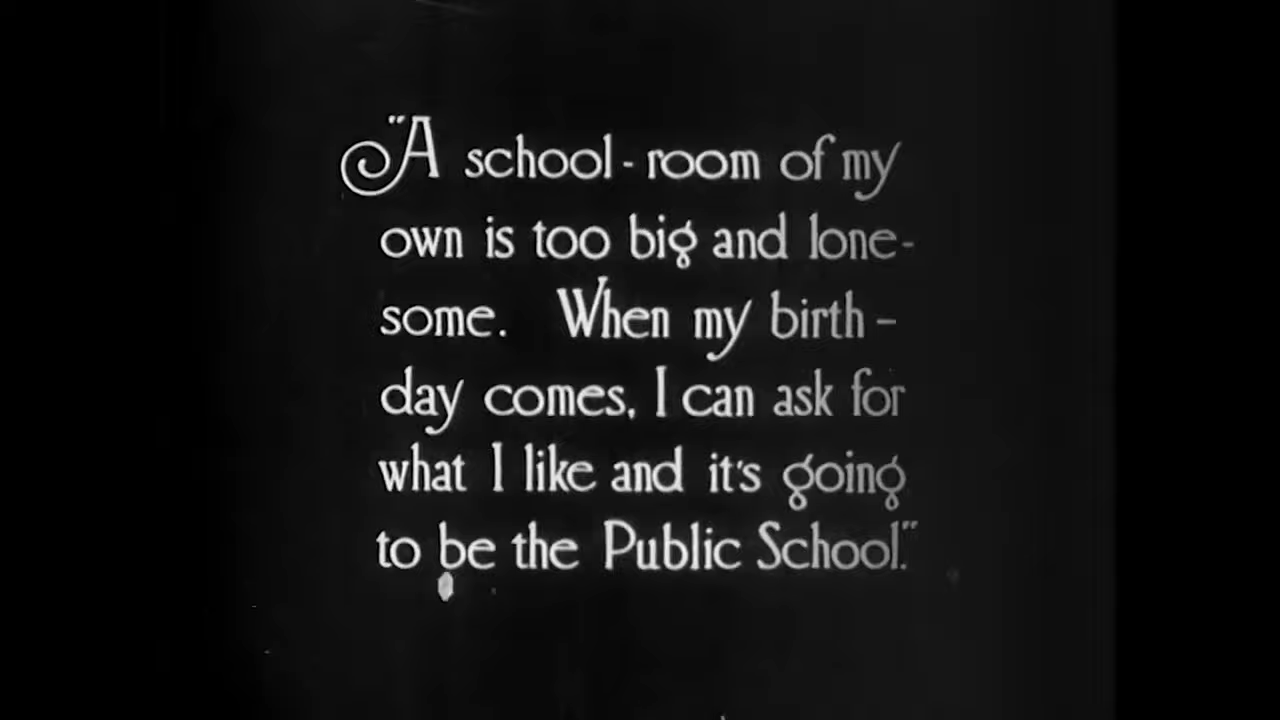 "A school-room of my
own is too big and lone-
some. When my birth-
day comes, I can ask for
what I like and it's going
to be the Public School."